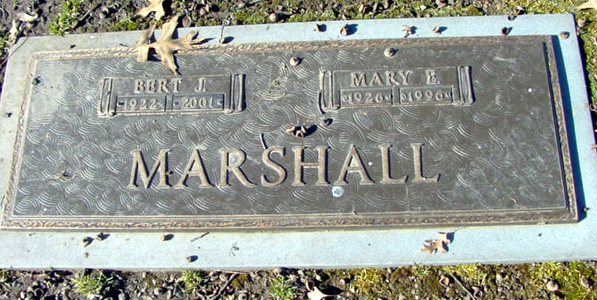 BERT J.
1922 2001
MARY E.
1926 1996
MARSHALL